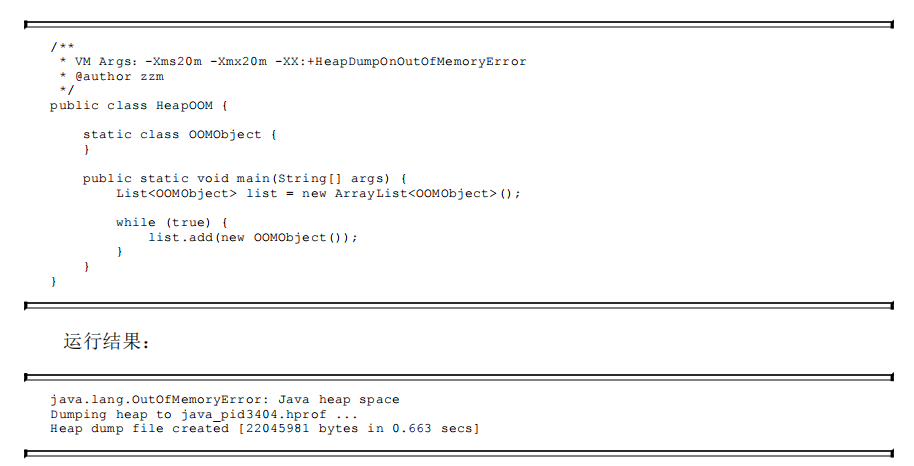 /**
 * VM Args: -Xms20m -Xmx20m -XX:+HeapDumpOnOutOfMemoryError
 * @author zzm
 */
public class HeapOOM {
    static class OOMObject {
    }
    public static void main(String[] args) {
        List<OOMObject> list = new ArrayList<OOMObject>();
        while (true) {
            list.add(new OOMObject());
        }
    }
}
运行结果：
java.lang.OutOfMemoryError: Java heap space
Dumping heap to java_pid3404.hprof ...
Heap dump file created [22045981 bytes in 0.663 secs]